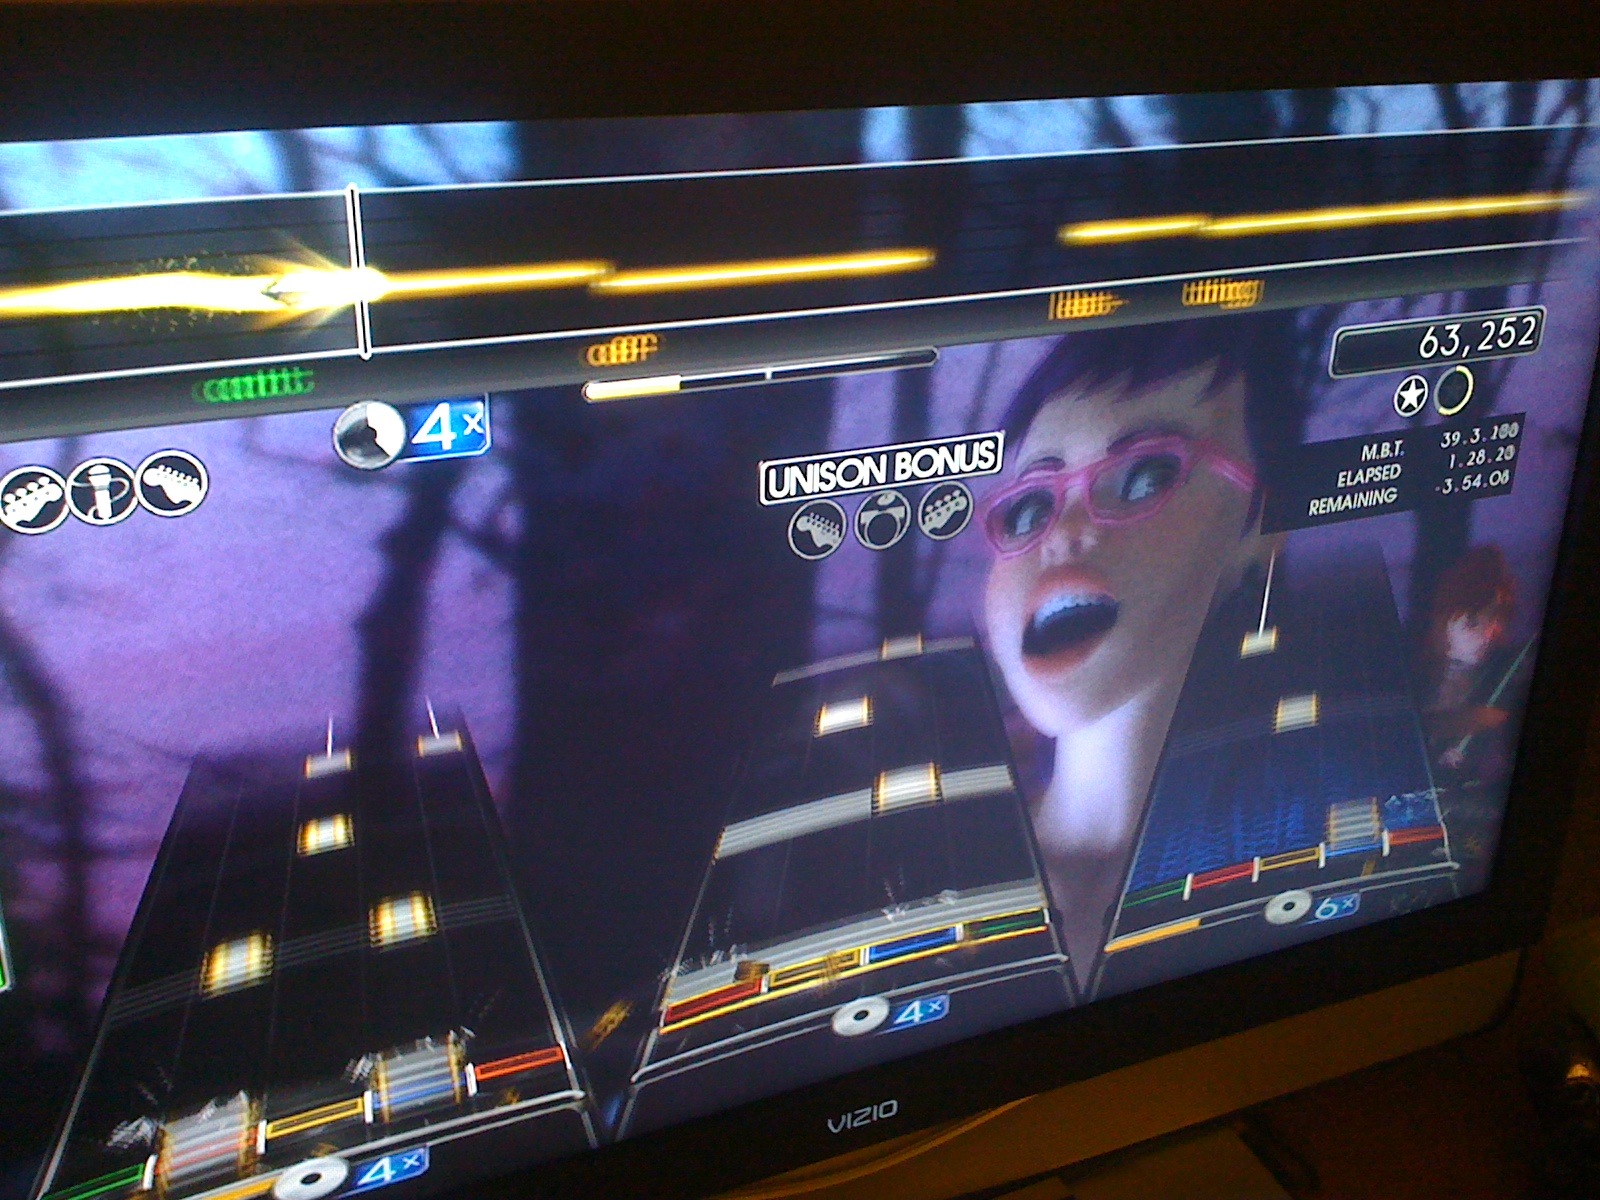 63,252
4x
UNISON BONUS
M.B.T. 39.3.180
ELAPSED 1.28.20
REMAINING -3.54.08
6x
4x
4x
VIZIO